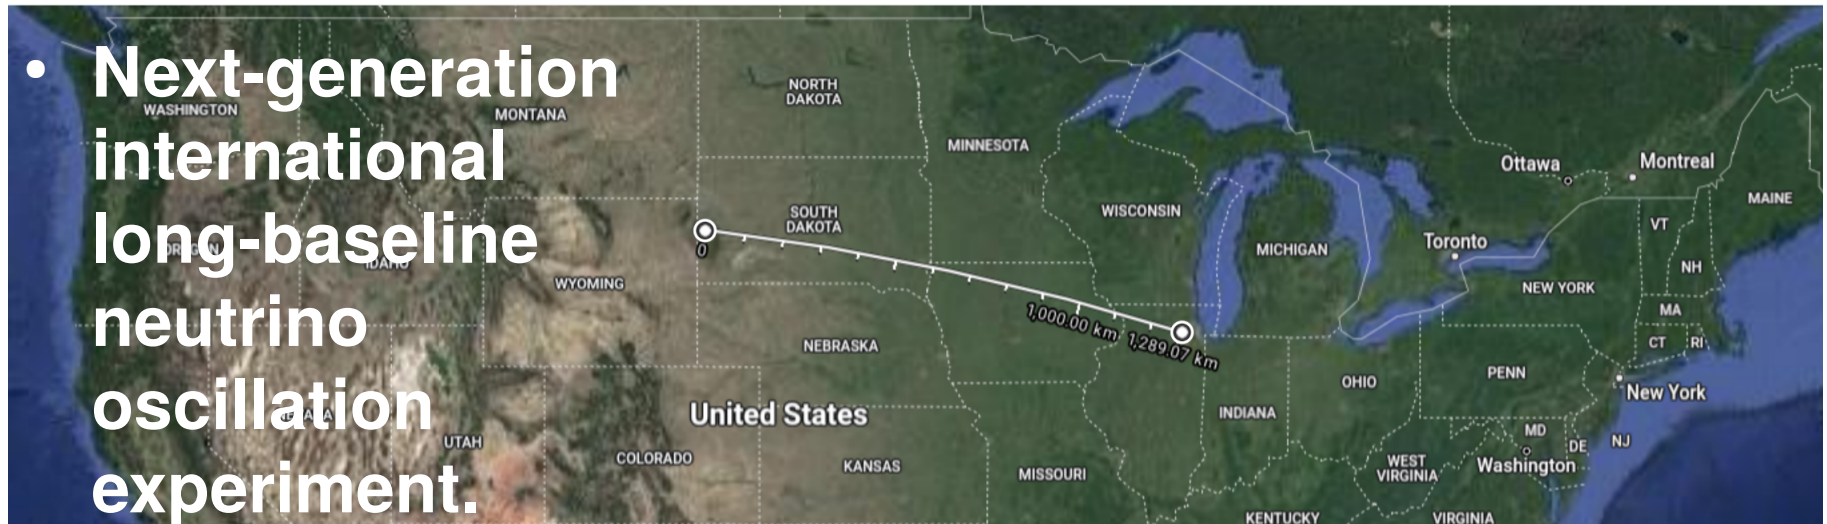 • Next-generation
international
long-baseline
neutrino
oscillation
experiment.
WASHINGTON
MONTANA
NORTH
DAKOTA
MINNESOTA
Ottawa
Montreal
MAINE
OREGON
IDAHO
SOUTH
DAKOTA
WISCONSIN
MICHIGAN
Toronto
VT
NH
0
WYOMING
NEW YORK
MA
1,000.00 km
1,289.07 km
NEBRASKA
CT
RI
OHIO
PENN
New York
United States
INDIANA
NEVADA
UTAH
COLORADO
KANSAS
MISSOURI
WEST
VIRGINIA
MD
DE
NJ
Washington
KENTUCKY
VIRGINIA